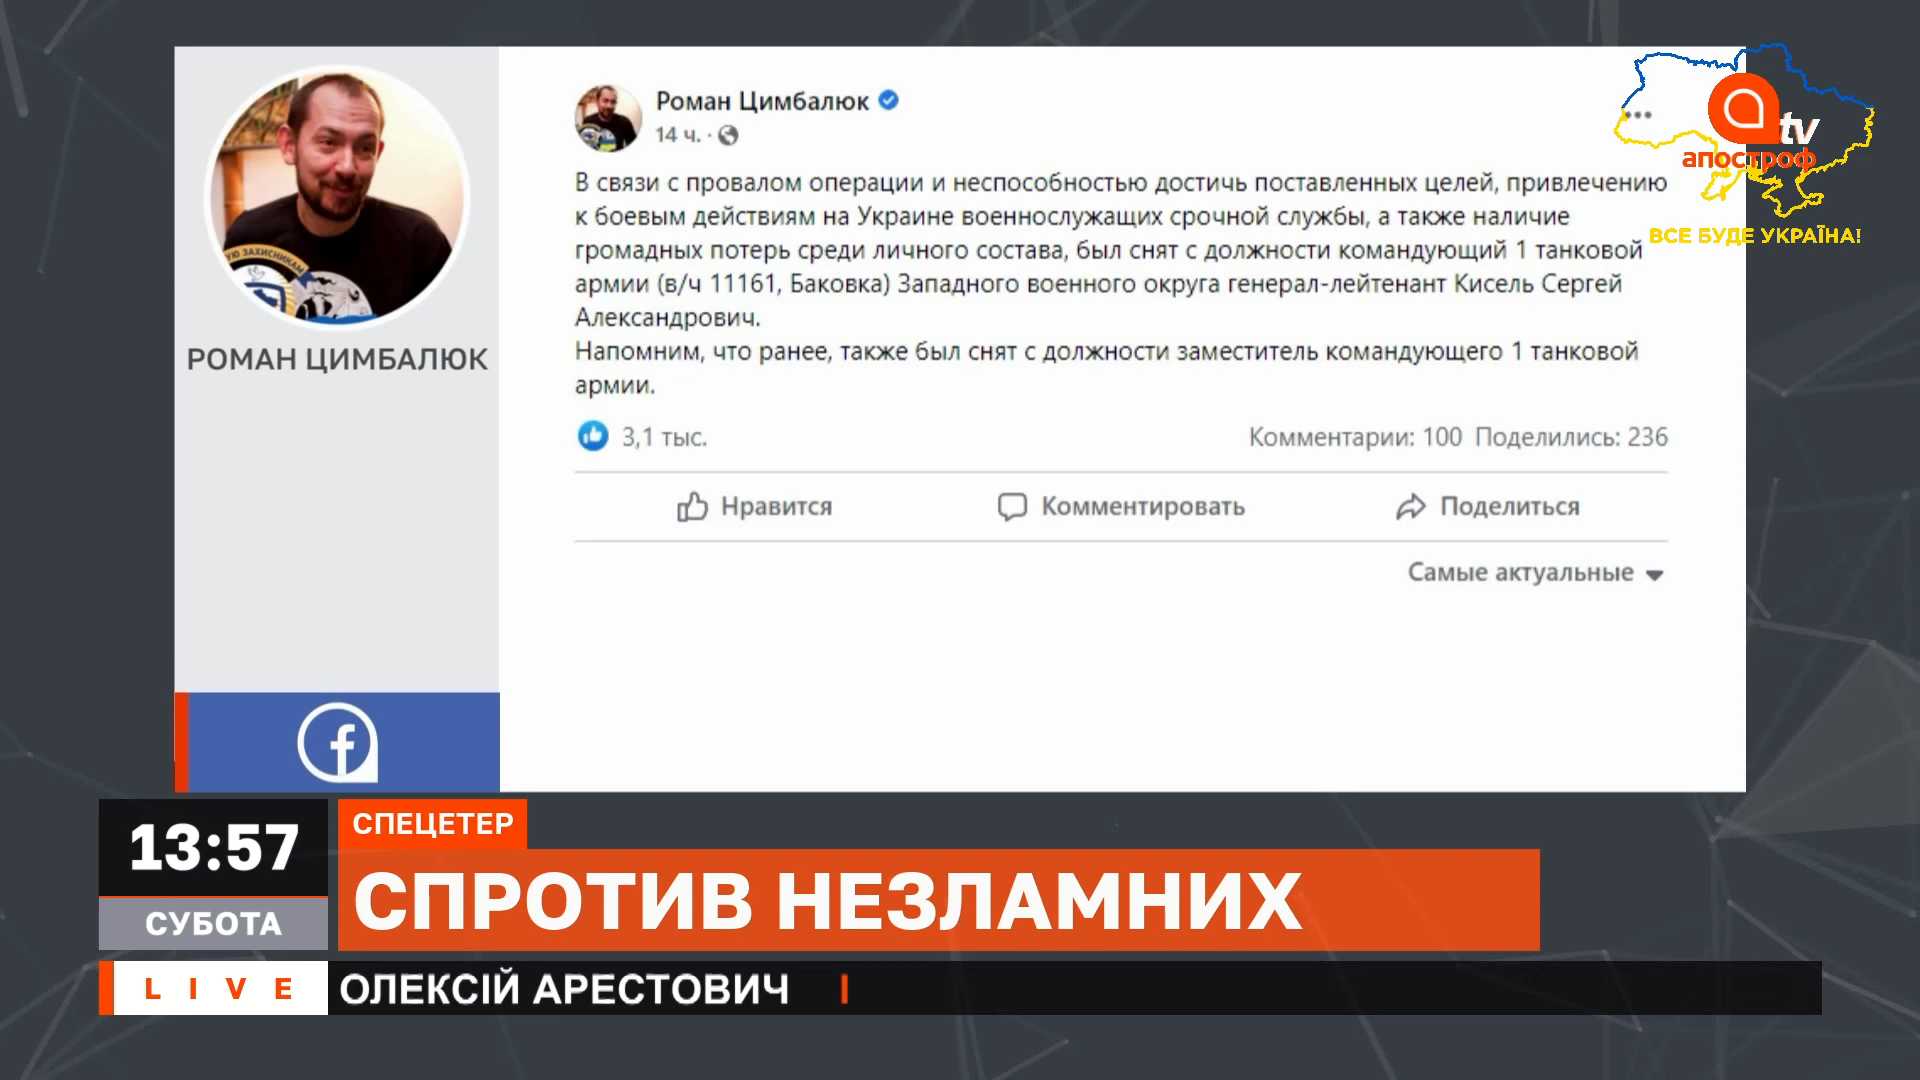 Роман Цимбалюк
14 ч. ·
В связи с провалом операции и неспособностью достичь поставленных целей, привлечению
к боевым действиям на Украине военнослужащих срочной службы, а также наличие
громадных потерь среди личного состава, был снят с должности командующий 1 танковой
армии (в/ч 11161, Баковка) Западного военного округа генерал-лейтенант Кисель Сергей
Александрович.
Напомним, что ранее, также был снят с должности заместитель командующего 1 танковой
армии.
3,1 тыс.
Комментарии: 100 Поделились: 236
Нравится Комментировать Поделиться
Самые актуальные
РОМАН ЦИМБАЛЮК
tv
апостроф
ВСЕ БУДЕ УКРАЇНА!
13:57
СУБОТА
СПЕЦЕТЕР
СПРОТИВ НЕЗЛАМНИХ
LIVE
ОЛЕКСІЙ АРЕСТОВИЧ